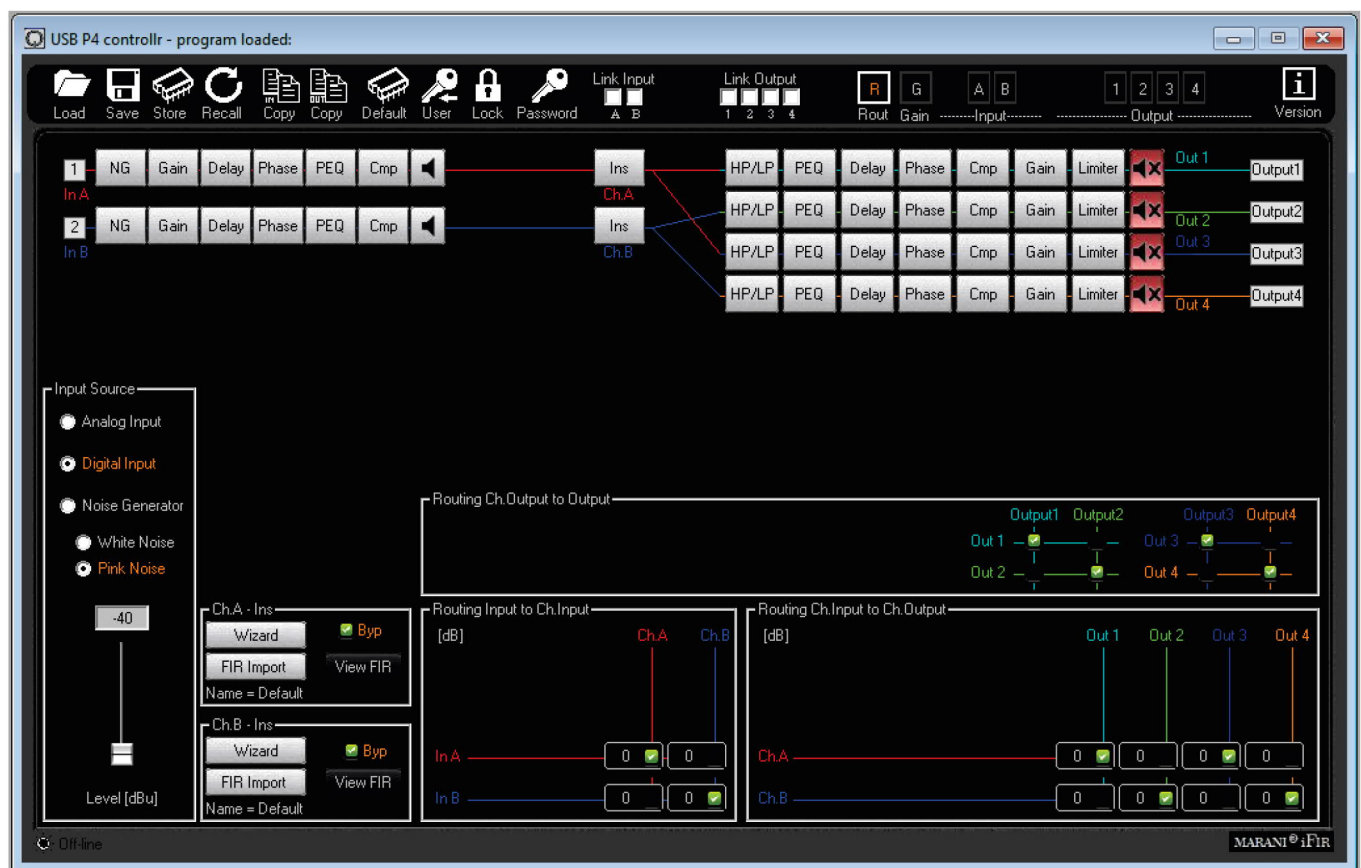 USB P4 controllr - program loaded:
Link Input Link Output R G A B 1 2 3 4 i
Load Save Store Recall Copy Copy Default User Lock Password A B 1 2 3 4 Rout Gain --------Input-------- ----------------- Output ----------------- Version
IN OUT
1 NG Gain Delay Phase PEQ Cmp Ins HP/LP PEQ Delay Phase Cmp Gain Limiter Out 1 Output1
In A Ch.A
HP/LP PEQ Delay Phase Cmp Gain Limiter Out 2 Output2
2 NG Gain Delay Phase PEQ Cmp Ins
In B Ch.B
HP/LP PEQ Delay Phase Cmp Gain Limiter Out 3 Output3
HP/LP PEQ Delay Phase Cmp Gain Limiter Out 4 Output4
Input Source
Analog Input
Digital Input
Noise Generator
White Noise
Pink Noise
-40
Level [dBu]
Routing Ch.Output to Output
Output1 Output2 Output3 Output4
Out 1 Out 3
Out 2 Out 4
Ch.A - Ins
Wizard Byp
FIR Import View FIR
Name = Default
Ch.B - Ins
Wizard Byp
FIR Import View FIR
Name = Default
Routing Input to Ch.Input
[dB] Ch.A Ch.B
In A 0 0
In B 0 0
Routing Ch.Input to Ch.Output
[dB] Out 1 Out 2 Out 3 Out 4
Ch.A 0 0 0 0
Ch.B 0 0 0 0
Off-line
MARANI® iFIR